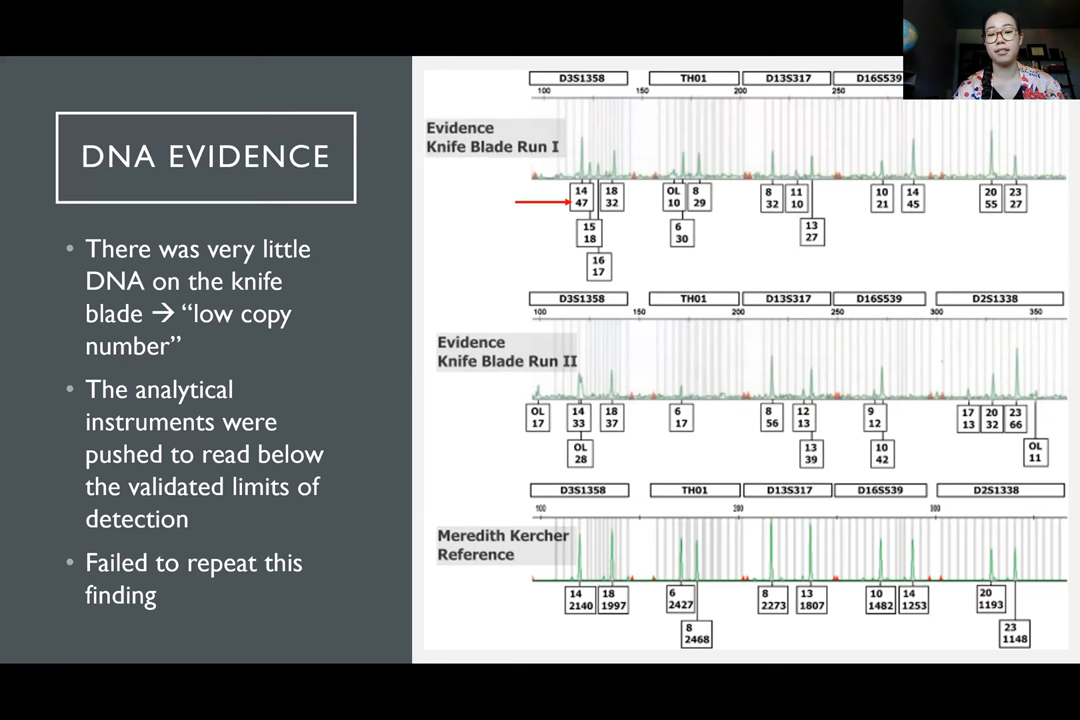 DNA EVIDENCE
• There was very little
DNA on the knife
blade → “low copy
number”
• The analytical
instruments were
pushed to read below
the validated limits of
detection
• Failed to repeat this
finding
D3S1358 TH01 D13S317 D16S539
100 150 200 250
Evidence
Knife Blade Run I
14 18 OL 8 8 11 10 14 20 23
47 32 10 29 32 10 21 45 55 27
15 6 13
18 30 27
16
17
D3S1358 TH01 D13S317 D16S539 D2S1338
100 150 200 250 300 350
Evidence
Knife Blade Run II
OL 14 18 6 8 12 9 17 20 23
17 33 37 17 56 13 12 13 32 66
OL 13 10 OL
28 39 42 11
D3S1358 TH01 D13S317 D16S539 D2S1338
100 200 300
Meredith Kercher
Reference
14 18 6 8 13 10 14 20
2140 1997 2427 2273 1807 1482 1253 1193
8 23
2468 1148